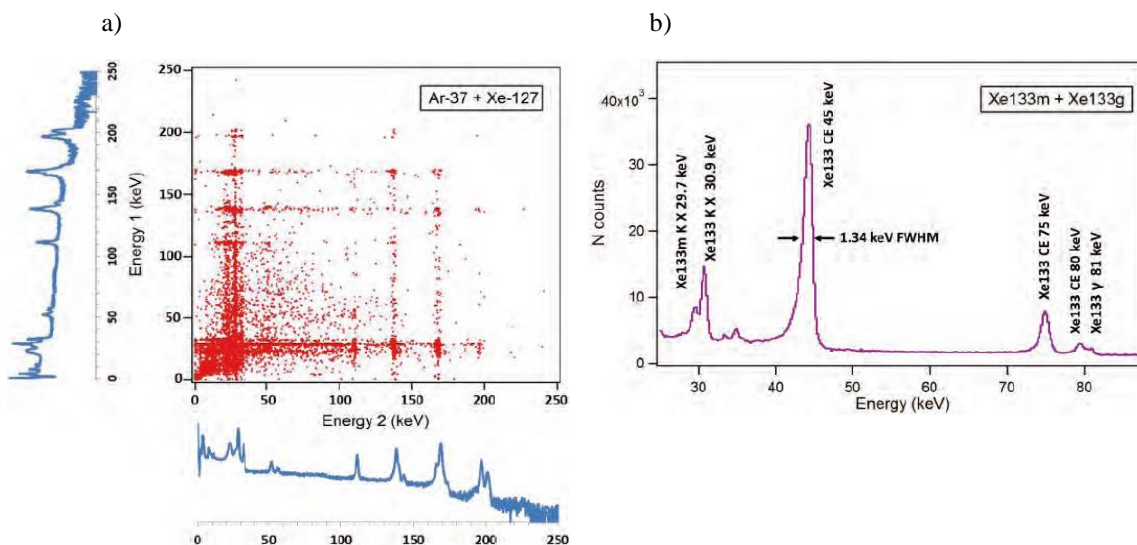 a)
b)
250
200
150
100
50
0
Energy 1 (keV)
250
200
150
100
50
0
Ar-37 + Xe-127
0
50
100
150
200
250
Energy 2 (keV)
0
50
100
150
200
250
Xe133m + Xe133g
40x10³
30
20
10
0
N counts
Xe133m K X 29.7 keV
Xe133 K X 30.9 keV
Xe133 CE 45 keV
1.34 keV FWHM
Xe133 CE 75 keV
Xe133 CE 80 keV
Xe133 γ 81 keV
30
40
50
60
70
80
Energy (keV)